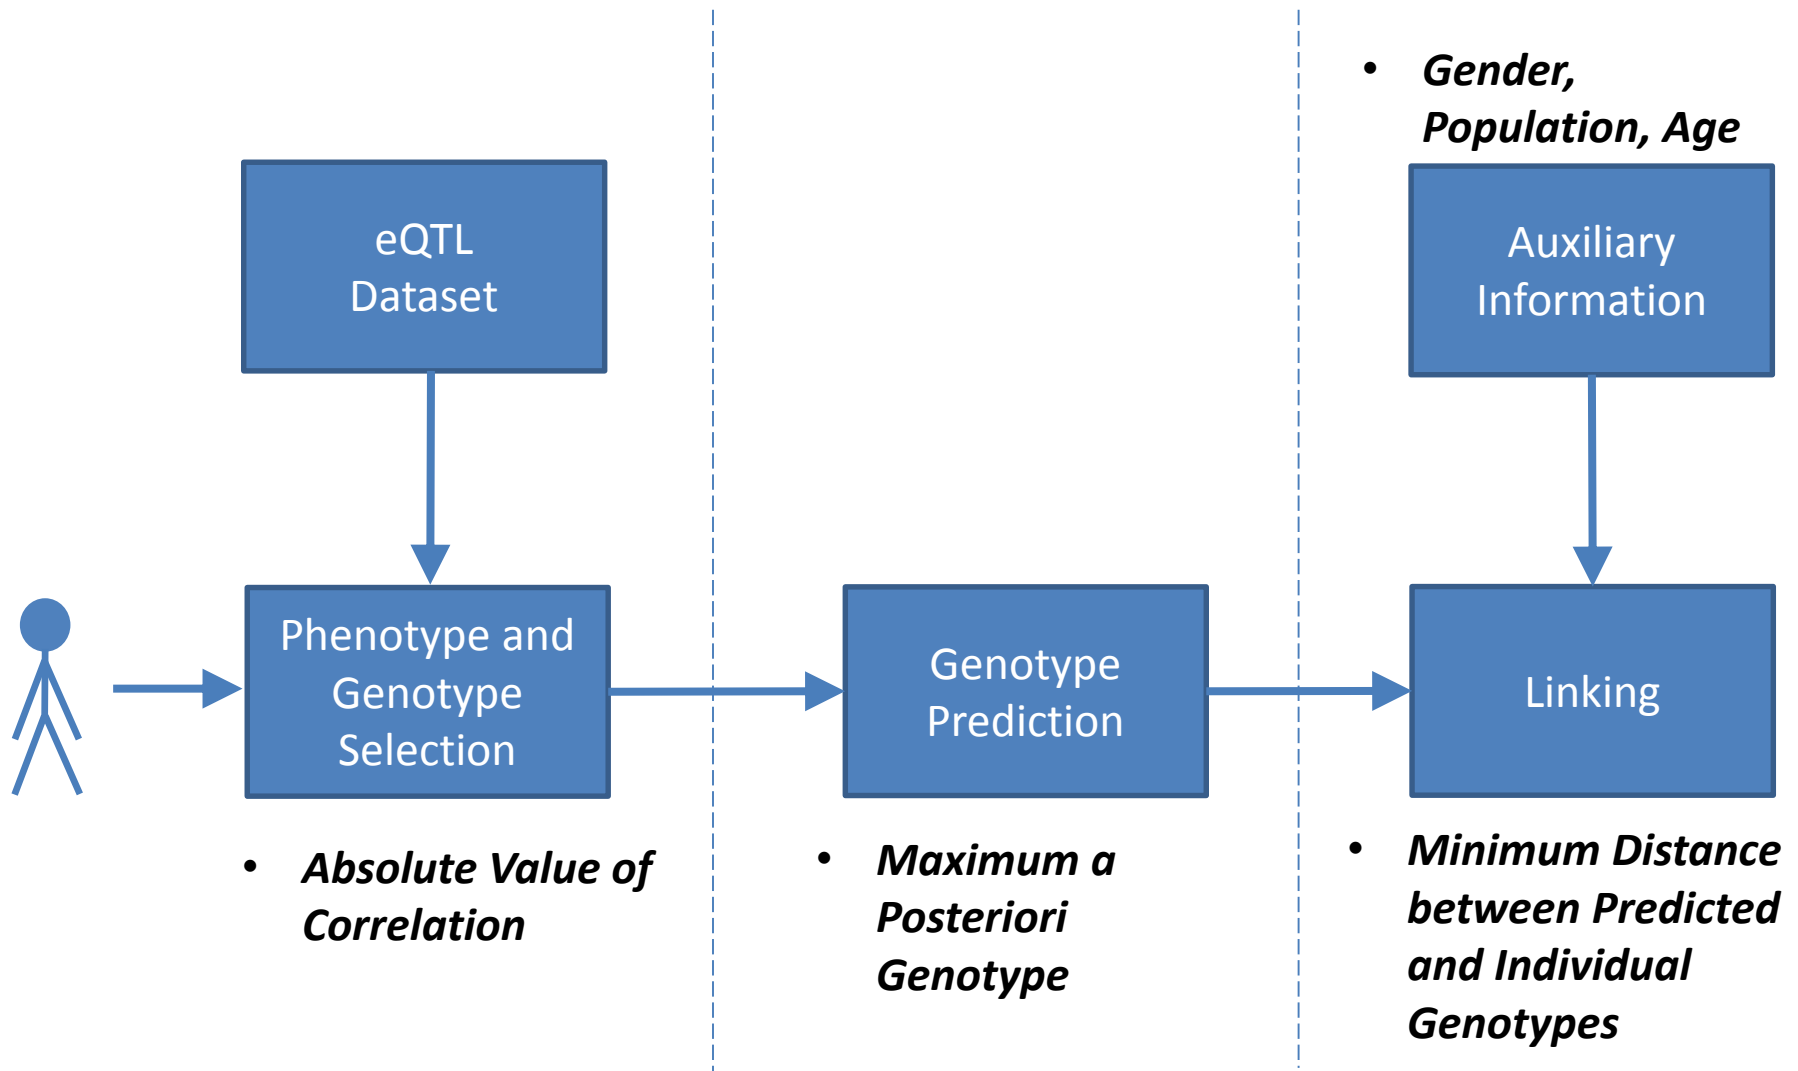 • Gender,
Population, Age
eQTL
Dataset
Auxiliary
Information
Phenotype and
Genotype
Selection
Genotype
Prediction
Linking
• Absolute Value of
Correlation
• Maximum a
Posteriori
Genotype
• Minimum Distance
between Predicted
and Individual
Genotypes